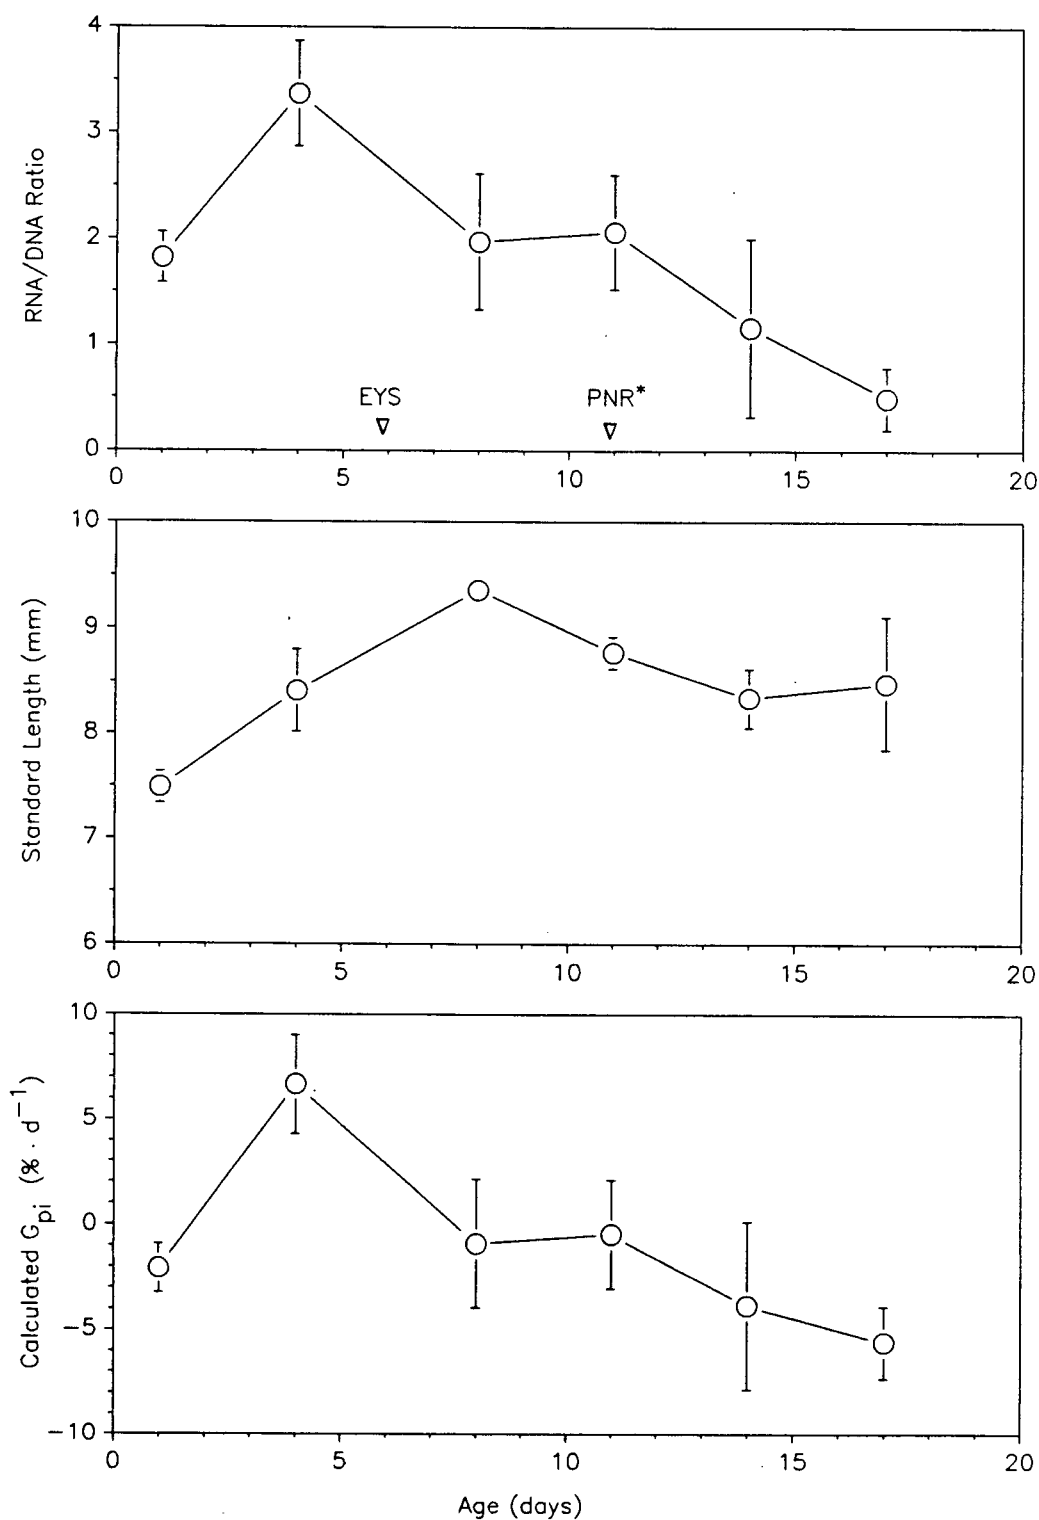 4
3
2
1
0
RNA/DNA Ratio
EYS
PNR*
0 5 10 15 20
10
9
8
7
6
Standard Length (mm)
0 5 10 15 20
10
5
0
−5
−10
Calculated Gpi (% · d−1)
0 5 10 15 20
Age (days)